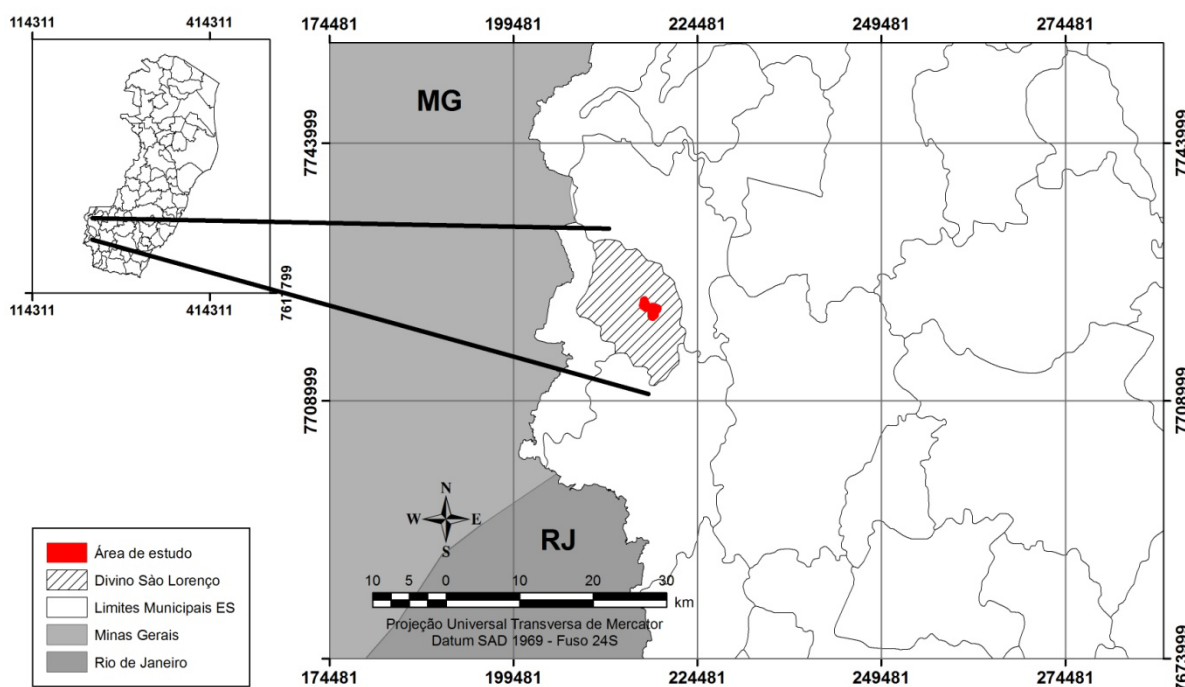 114311 414311
114311 414311
7617799
174481 199481 224481 249481 274481
MG
7743999 7743999
7708999 7708999
N
W E
S
RJ
10 5 0 10 20 30
km
Projeção Universal Transversa de Mercator
Datum SAD 1969 - Fuso 24S
7673999
174481 199481 224481 249481 274481
Área de estudo
Divino Sào Lorenço
Limites Municipais ES
Minas Gerais
Rio de Janeiro